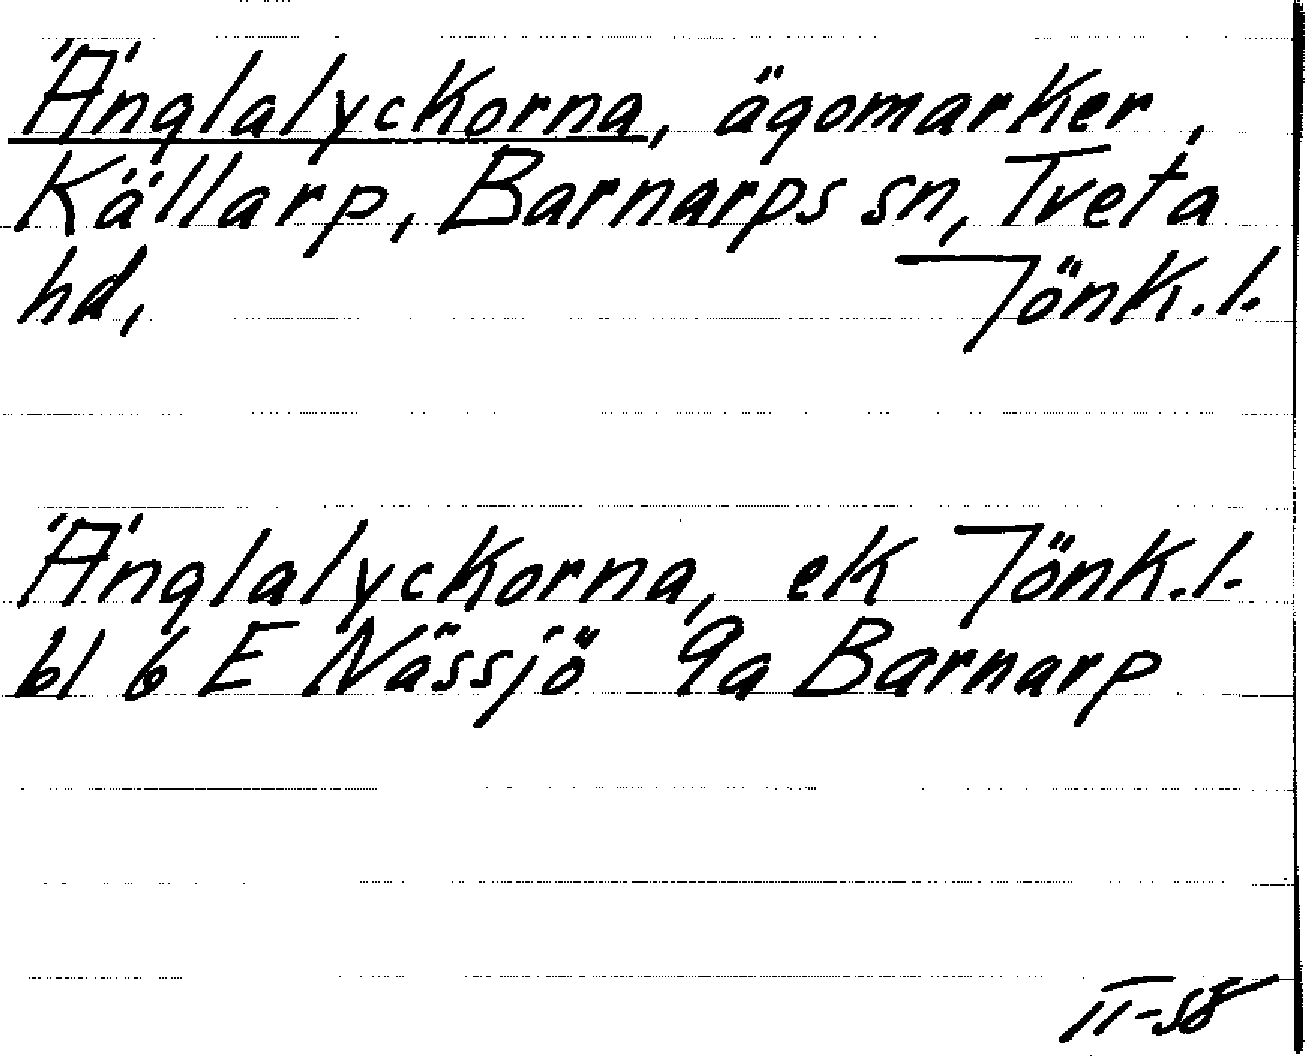 Änglalyckorna, ägomarker,
Källarp, Barnarps sn, Tveta
hd, Jönk.l.
Änglalyckorna, ek Jönk.l.
bl 6 E Nässjö 9a Barnarp
II-58